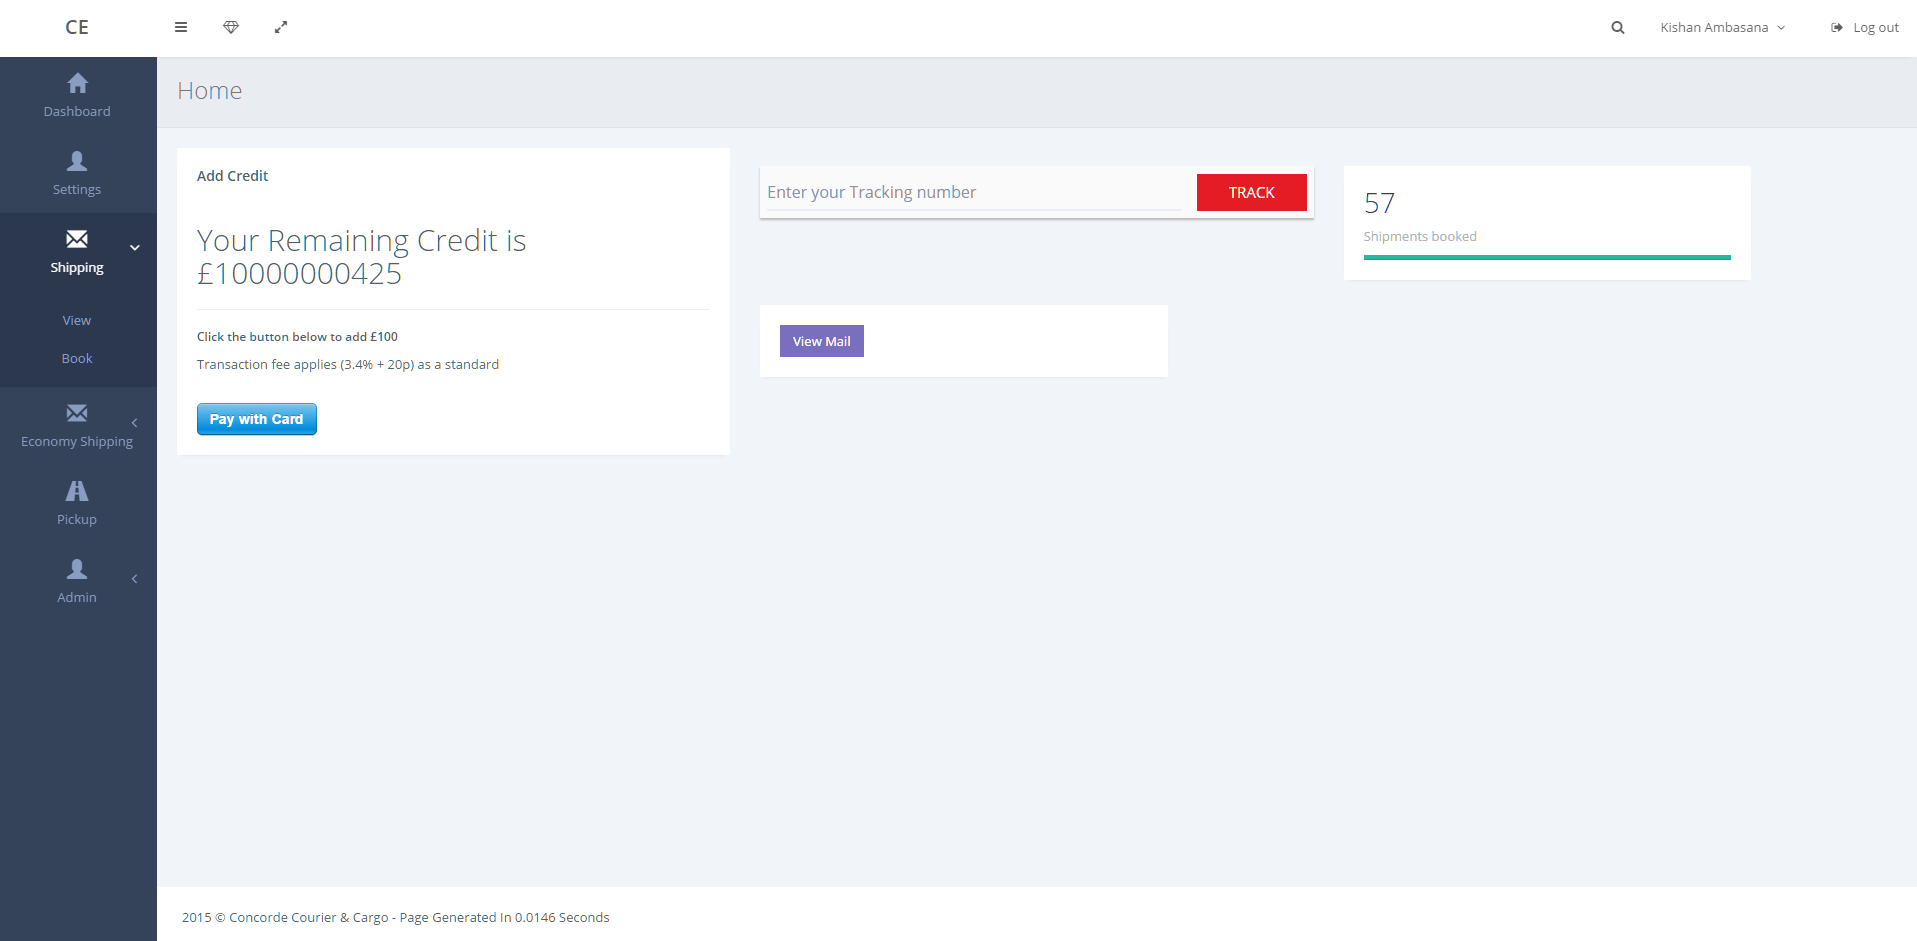 CE
Kishan Ambasana
Log out
Dashboard
Settings
Shipping
View
Book
Economy Shipping
Pickup
Admin
Home
Add Credit
Your Remaining Credit is
£10000000425
Click the button below to add £100
Transaction fee applies (3.4% + 20p) as a standard
Pay with Card
Enter your Tracking number
TRACK
View Mail
57
Shipments booked
2015 © Concorde Courier & Cargo - Page Generated In 0.0146 Seconds